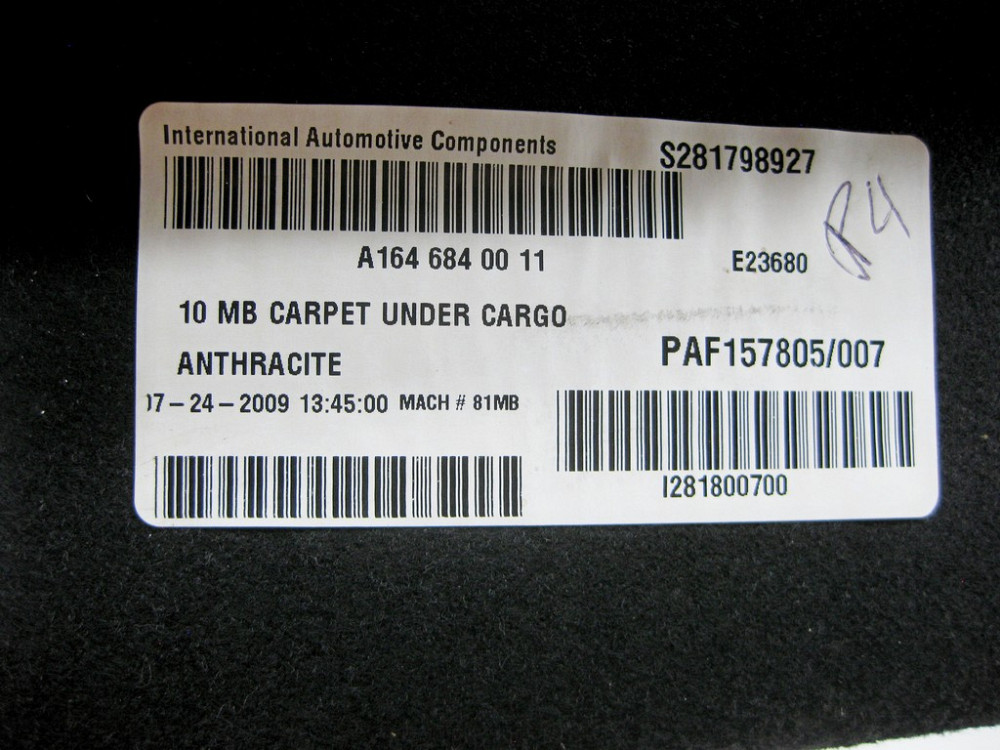 International Automotive Components
S281798927
A164 684 00 11
E23680
P4
10 MB CARPET UNDER CARGO
ANTHRACITE
PAF157805/007
07-24-2009 13:45:00 MACH # 81MB
I281800700